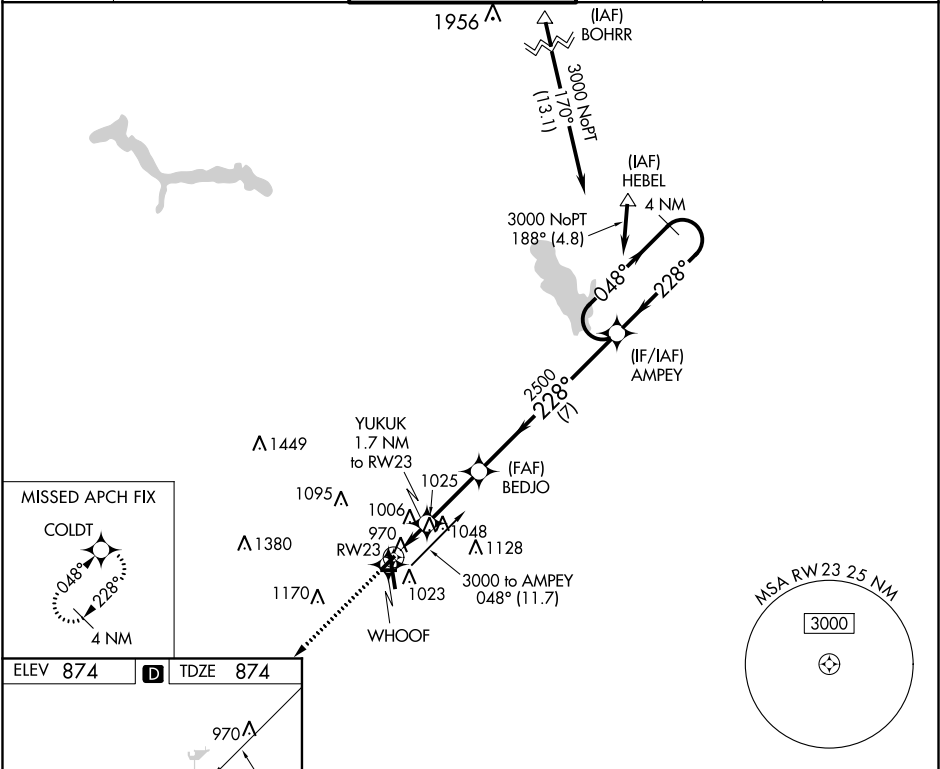 1956
(IAF)
BOHRR
3000 NoPT
170°
(13.1)
(IAF)
HEBEL
4 NM
3000 NoPT
188° (4.8)
048°
228°
(IF/IAF)
AMPEY
2500
228°
(7)
YUKUK
1.7 NM
to RW23
1449
(FAF)
BEDJO
1025
1095
1006
1048
970
RW23
1380
1128
3000 to AMPEY
048° (11.7)
1170
1023
WHOOF
MISSED APCH FIX
COLDT
048°
228°
4 NM
MSA RW23 25 NM
3000
ELEV 874
D
TDZE 874
970